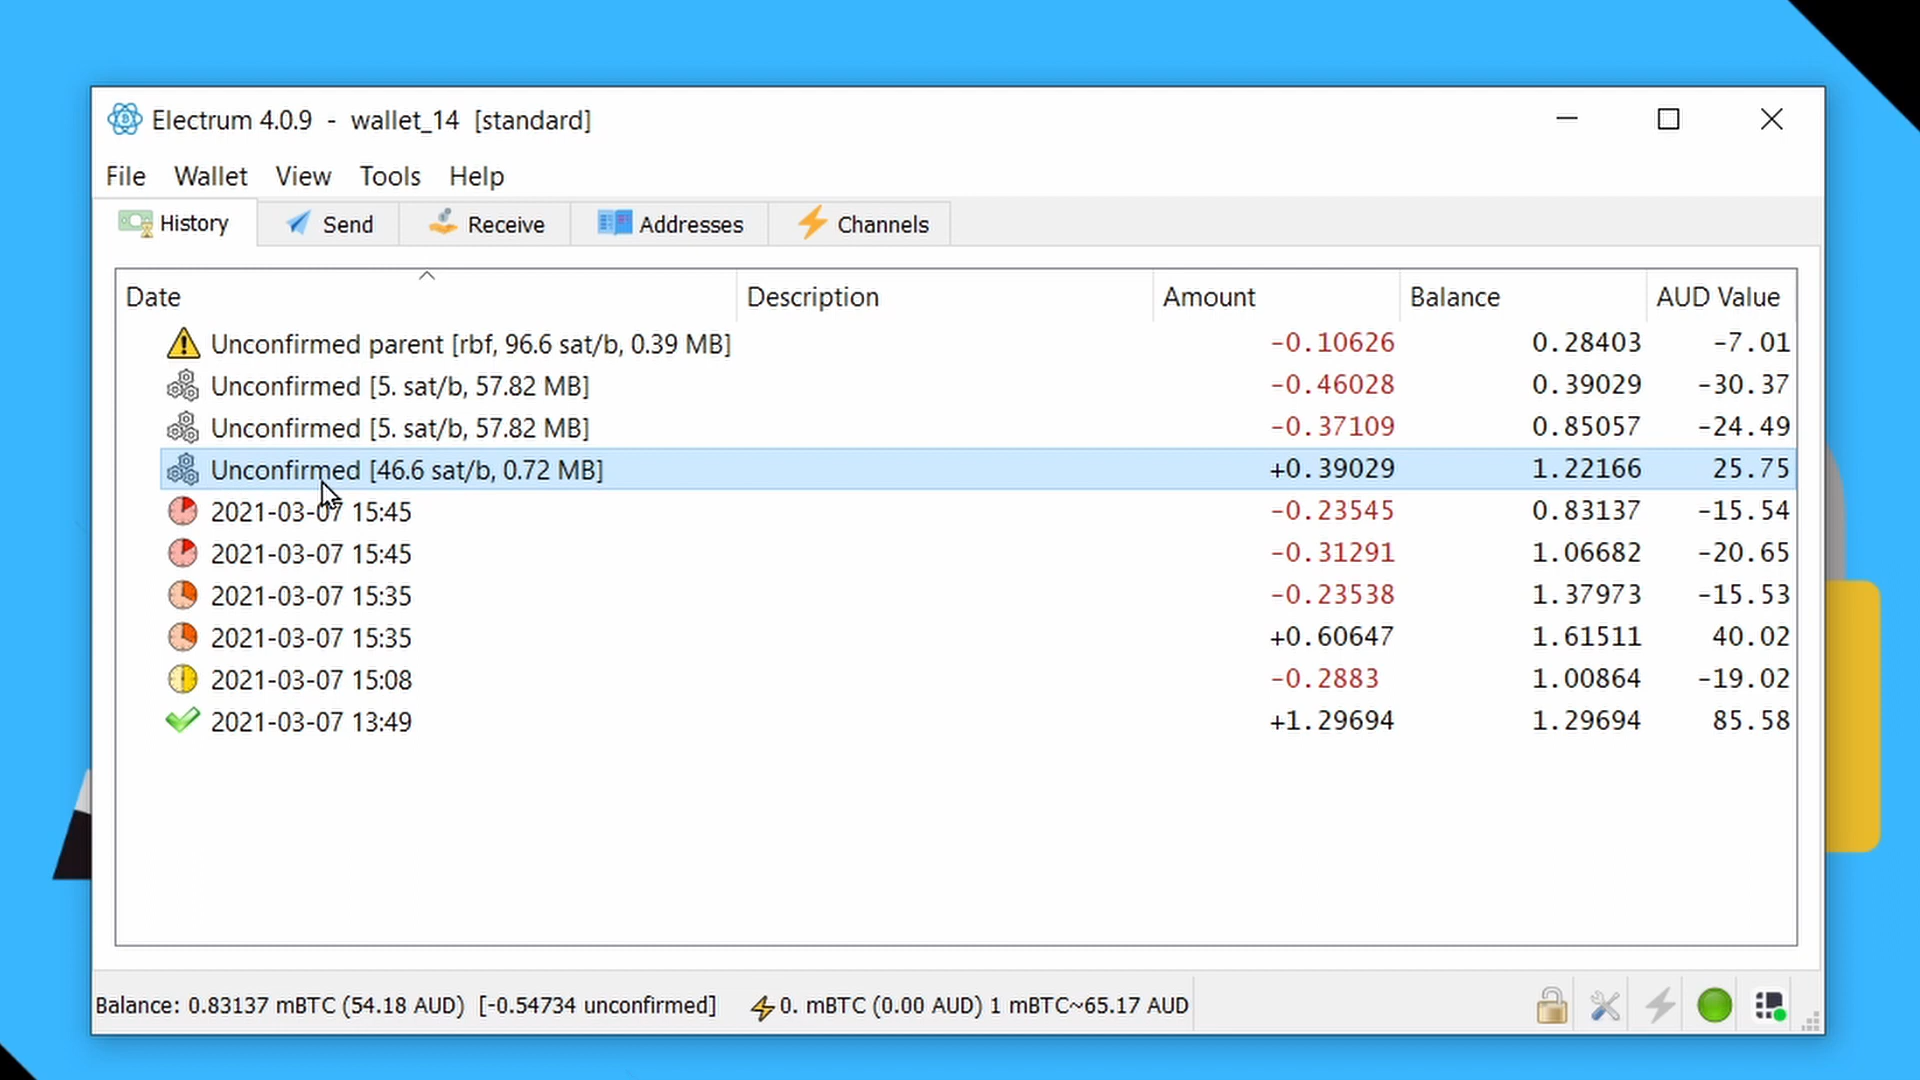 Electrum 4.0.9 - wallet_14 [standard]
File Wallet View Tools Help
History Send Receive Addresses Channels
Date Description Amount Balance AUD Value
Unconfirmed parent [rbf, 96.6 sat/b, 0.39 MB] -0.10626 0.28403 -7.01
Unconfirmed [5. sat/b, 57.82 MB] -0.46028 0.39029 -30.37
Unconfirmed [5. sat/b, 57.82 MB] -0.37109 0.85057 -24.49
Unconfirmed [46.6 sat/b, 0.72 MB] +0.39029 1.22166 25.75
2021-03-07 15:45 -0.23545 0.83137 -15.54
2021-03-07 15:45 -0.31291 1.06682 -20.65
2021-03-07 15:35 -0.23538 1.37973 -15.53
2021-03-07 15:35 +0.60647 1.61511 40.02
2021-03-07 15:08 -0.2883 1.00864 -19.02
2021-03-07 13:49 +1.29694 1.29694 85.58
Balance: 0.83137 mBTC (54.18 AUD) [-0.54734 unconfirmed] 0. mBTC (0.00 AUD) 1 mBTC~65.17 AUD